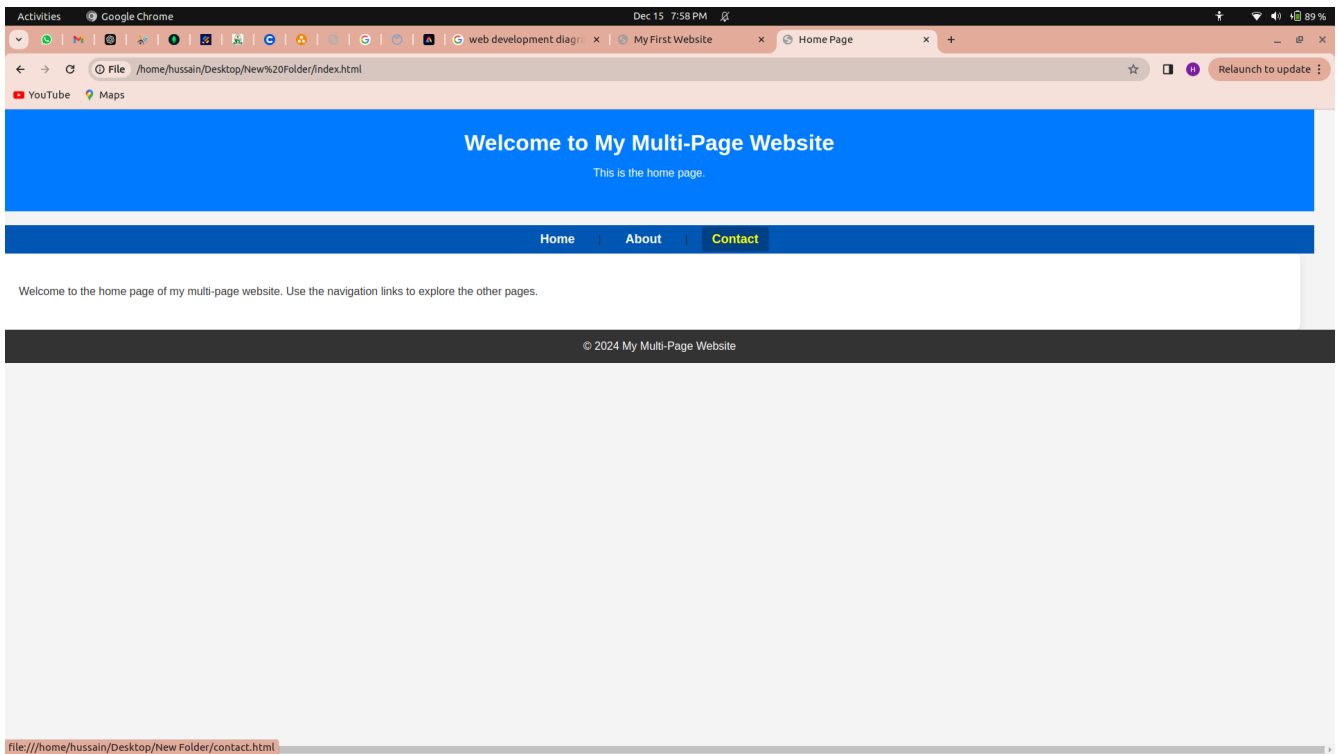 Activities Google Chrome Dec 15 7:58 PM 89 %
web development diagra My First Website Home Page
File /home/hussain/Desktop/New%20Folder/index.html H Relaunch to update
YouTube Maps
Welcome to My Multi-Page Website
This is the home page.
Home | About | Contact
Welcome to the home page of my multi-page website. Use the navigation links to explore the other pages.
© 2024 My Multi-Page Website
file:///home/hussain/Desktop/New Folder/contact.html